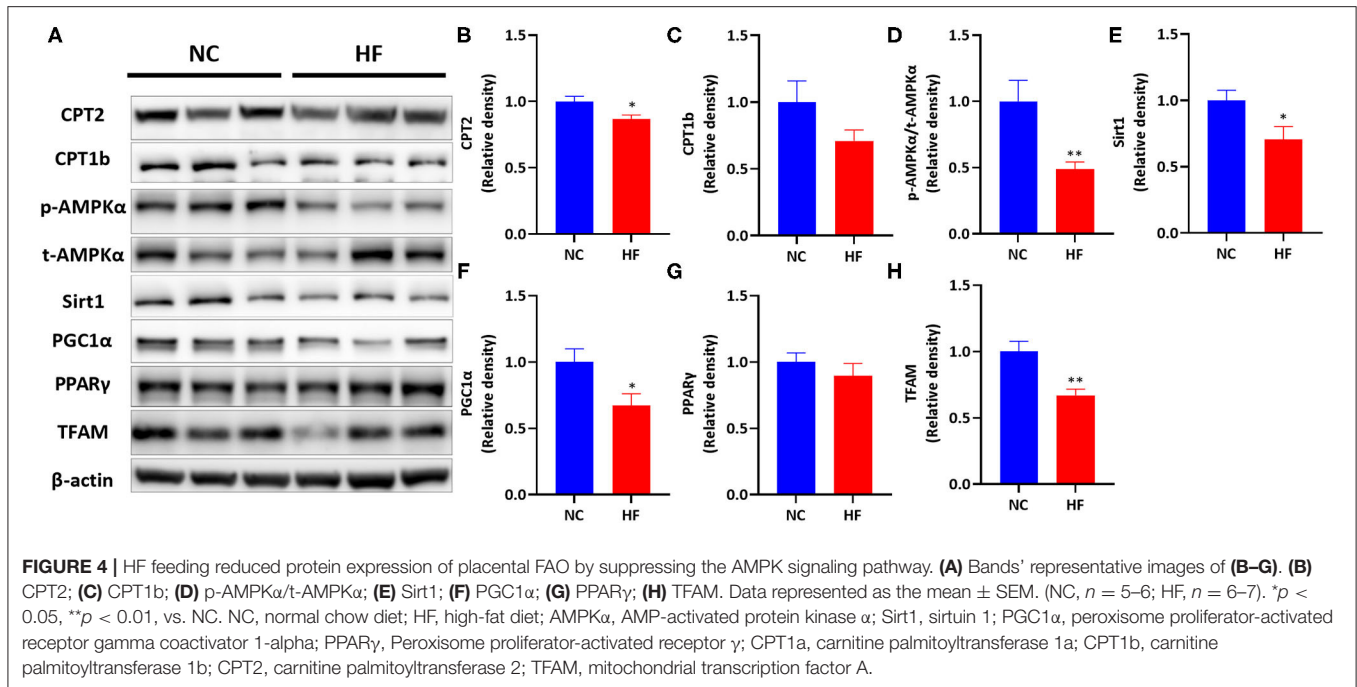 A
NC HF
CPT2
CPT1b
p-AMPKα
t-AMPKα
Sirt1
PGC1α
PPARγ
TFAM
β-actin
B
CPT2
(Relative density)
1.5
1.0
0.5
0.0
*
NC HF
C
CPT1b
(Relative density)
1.5
1.0
0.5
0.0
NC HF
D
p-AMPKα/t-AMPKα
(Relative density)
1.5
1.0
0.5
0.0
**
NC HF
E
Sirt1
(Relative density)
1.5
1.0
0.5
0.0
*
NC HF
F
PGC1α
(Relative density)
1.5
1.0
0.5
0.0
*
NC HF
G
PPARγ
(Relative density)
1.5
1.0
0.5
0.0
NC HF
H
TFAM
(Relative density)
1.5
1.0
0.5
0.0
**
NC HF
FIGURE 4 | HF feeding reduced protein expression of placental FAO by suppressing the AMPK signaling pathway. (A) Bands' representative images of (B–G). (B)
CPT2; (C) CPT1b; (D) p-AMPKα/t-AMPKα; (E) Sirt1; (F) PGC1α; (G) PPARγ; (H) TFAM. Data represented as the mean ± SEM. (NC, n = 5–6; HF, n = 6–7). *p <
0.05, **p < 0.01, vs. NC. NC, normal chow diet; HF, high-fat diet; AMPKα, AMP-activated protein kinase α; Sirt1, sirtuin 1; PGC1α, peroxisome proliferator-activated
receptor gamma coactivator 1-alpha; PPARγ, Peroxisome proliferator-activated receptor γ; CPT1a, carnitine palmitoyltransferase 1a; CPT1b, carnitine
palmitoyltransferase 1b; CPT2, carnitine palmitoyltransferase 2; TFAM, mitochondrial transcription factor A.